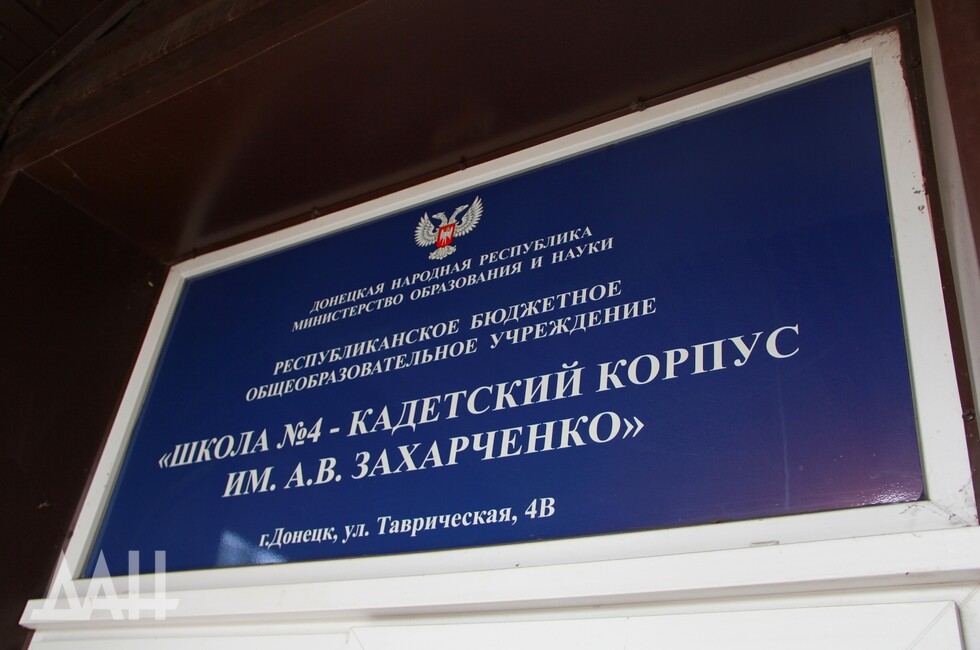 ДОНЕЦКАЯ НАРОДНАЯ РЕСПУБЛИКА
МИНИСТЕРСТВО ОБРАЗОВАНИЯ И НАУКИ
РЕСПУБЛИКАНСКОЕ БЮДЖЕТНОЕ
ОБЩЕОБРАЗОВАТЕЛЬНОЕ УЧРЕЖДЕНИЕ
«ШКОЛА №4 - КАДЕТСКИЙ КОРПУС
ИМ. А.В. ЗАХАРЧЕНКО»
г.Донецк, ул. Таврическая, 4В
ДАН